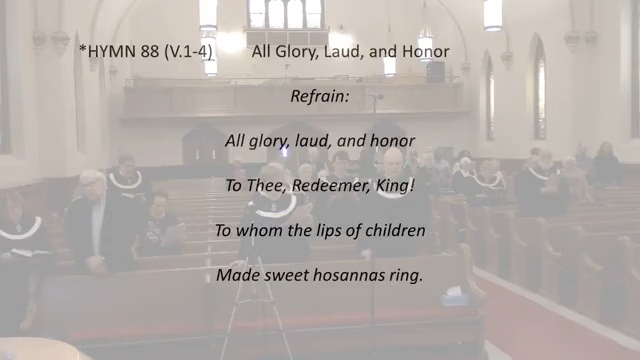 *HYMN 88 (V.1-4) All Glory, Laud, and Honor
Refrain:
All glory, laud, and honor
To Thee, Redeemer, King!
To whom the lips of children
Made sweet hosannas ring.